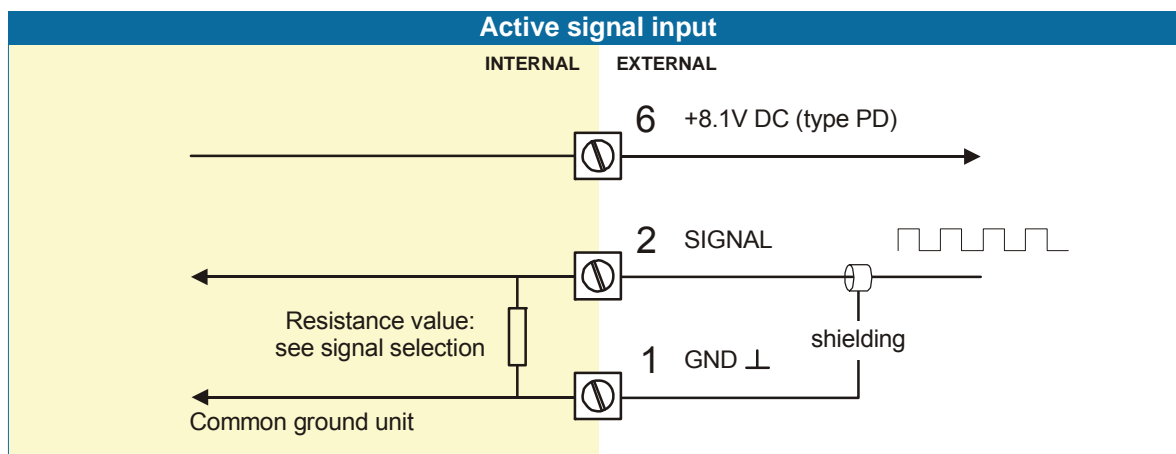 Active signal input
INTERNAL
EXTERNAL
6 +8.1V DC (type PD)
2 SIGNAL
Resistance value:
see signal selection
shielding
1 GND ⊥
Common ground unit